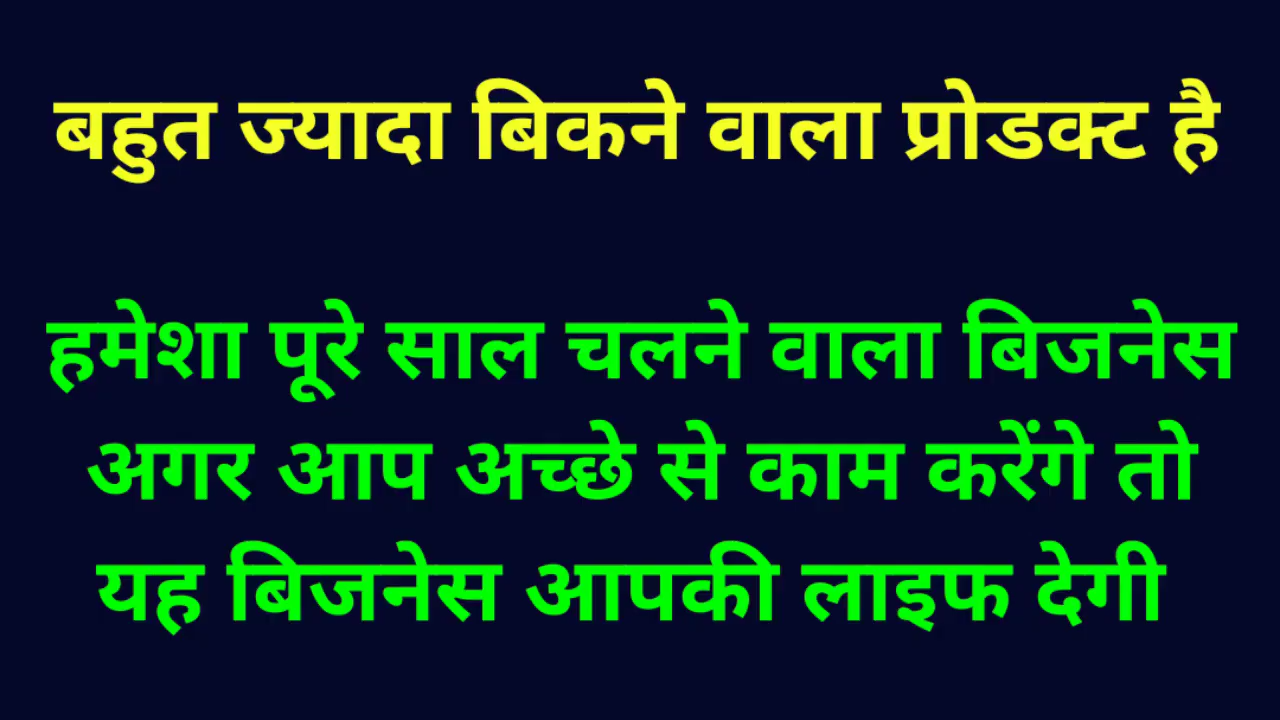 बहुत ज्यादा बिकने वाला प्रोडक्ट है
हमेशा पूरे साल चलने वाला बिजनेस
अगर आप अच्छे से काम करेंगे तो
यह बिजनेस आपकी लाइफ देगी